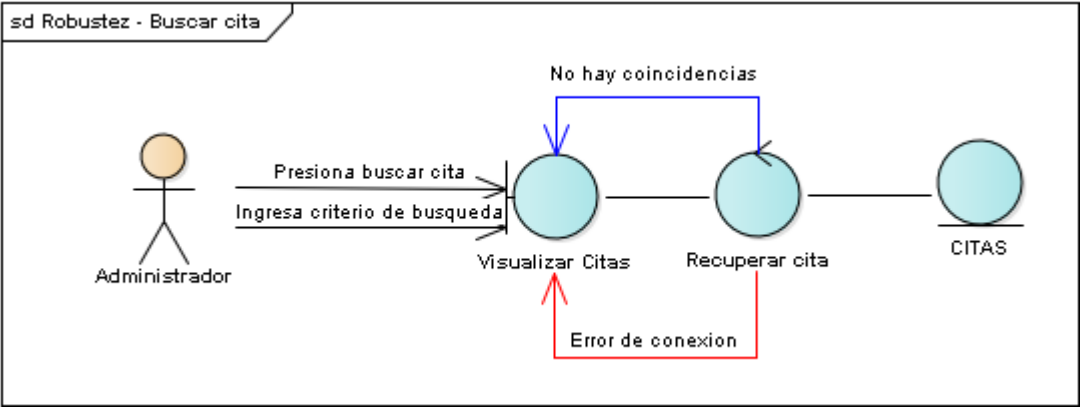 sd Robustez - Buscar cita
No hay coincidencias
Presiona buscar cita
Ingresa criterio de busqueda
Administrador
Visualizar Citas
Recuperar cita
CITAS
Error de conexion